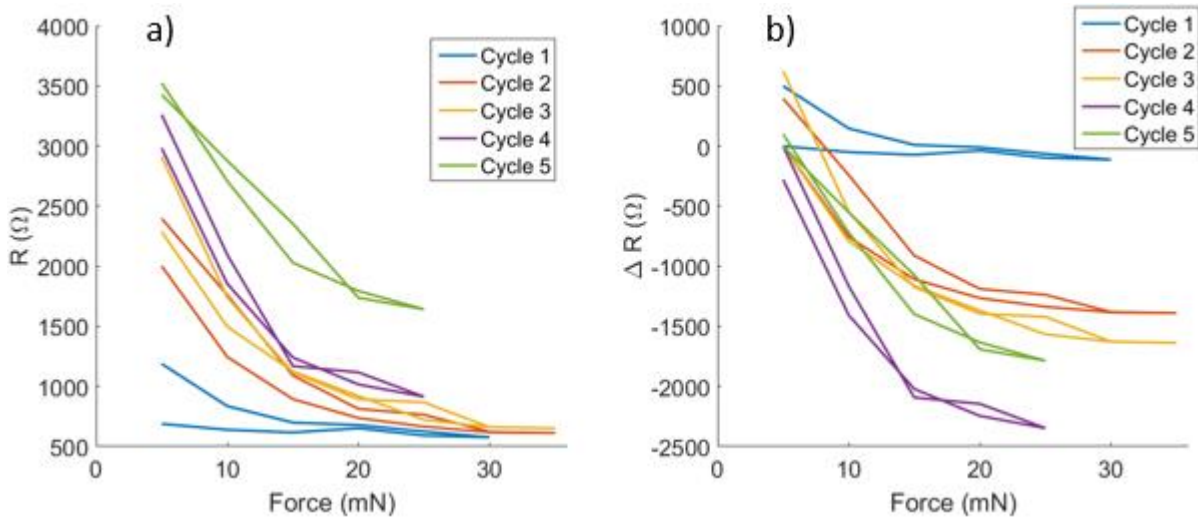 a)
4000
3500
3000
2500
2000
1500
1000
500
0
10
20
30
R (Ω)
Force (mN)
Cycle 1
Cycle 2
Cycle 3
Cycle 4
Cycle 5
b)
1000
500
0
-500
-1000
-1500
-2000
-2500
0
10
20
30
Δ R (Ω)
Force (mN)
Cycle 1
Cycle 2
Cycle 3
Cycle 4
Cycle 5